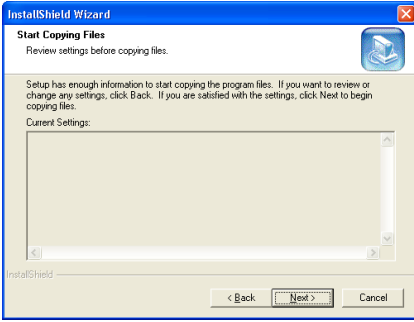 InstallShield Wizard
Start Copying Files
Review settings before copying files.
Setup has enough information to start copying the program files.  If you want to review or
change any settings, click Back.  If you are satisfied with the settings, click Next to begin
copying files.
Current Settings:
InstallShield
< Back
Next >
Cancel